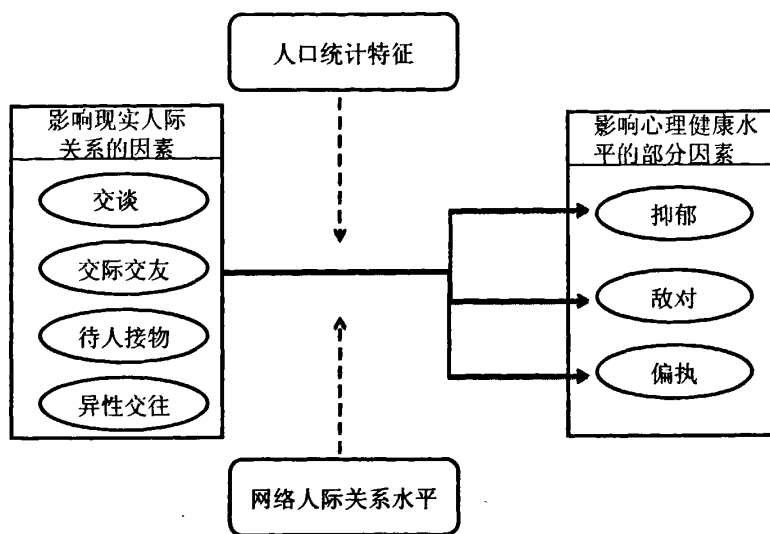 人口统计特征
影响现实人际
关系的因素
交谈
交际交友
待人接物
异性交往
影响心理健康水
平的部分因素
抑郁
敌对
偏执
网络人际关系水平